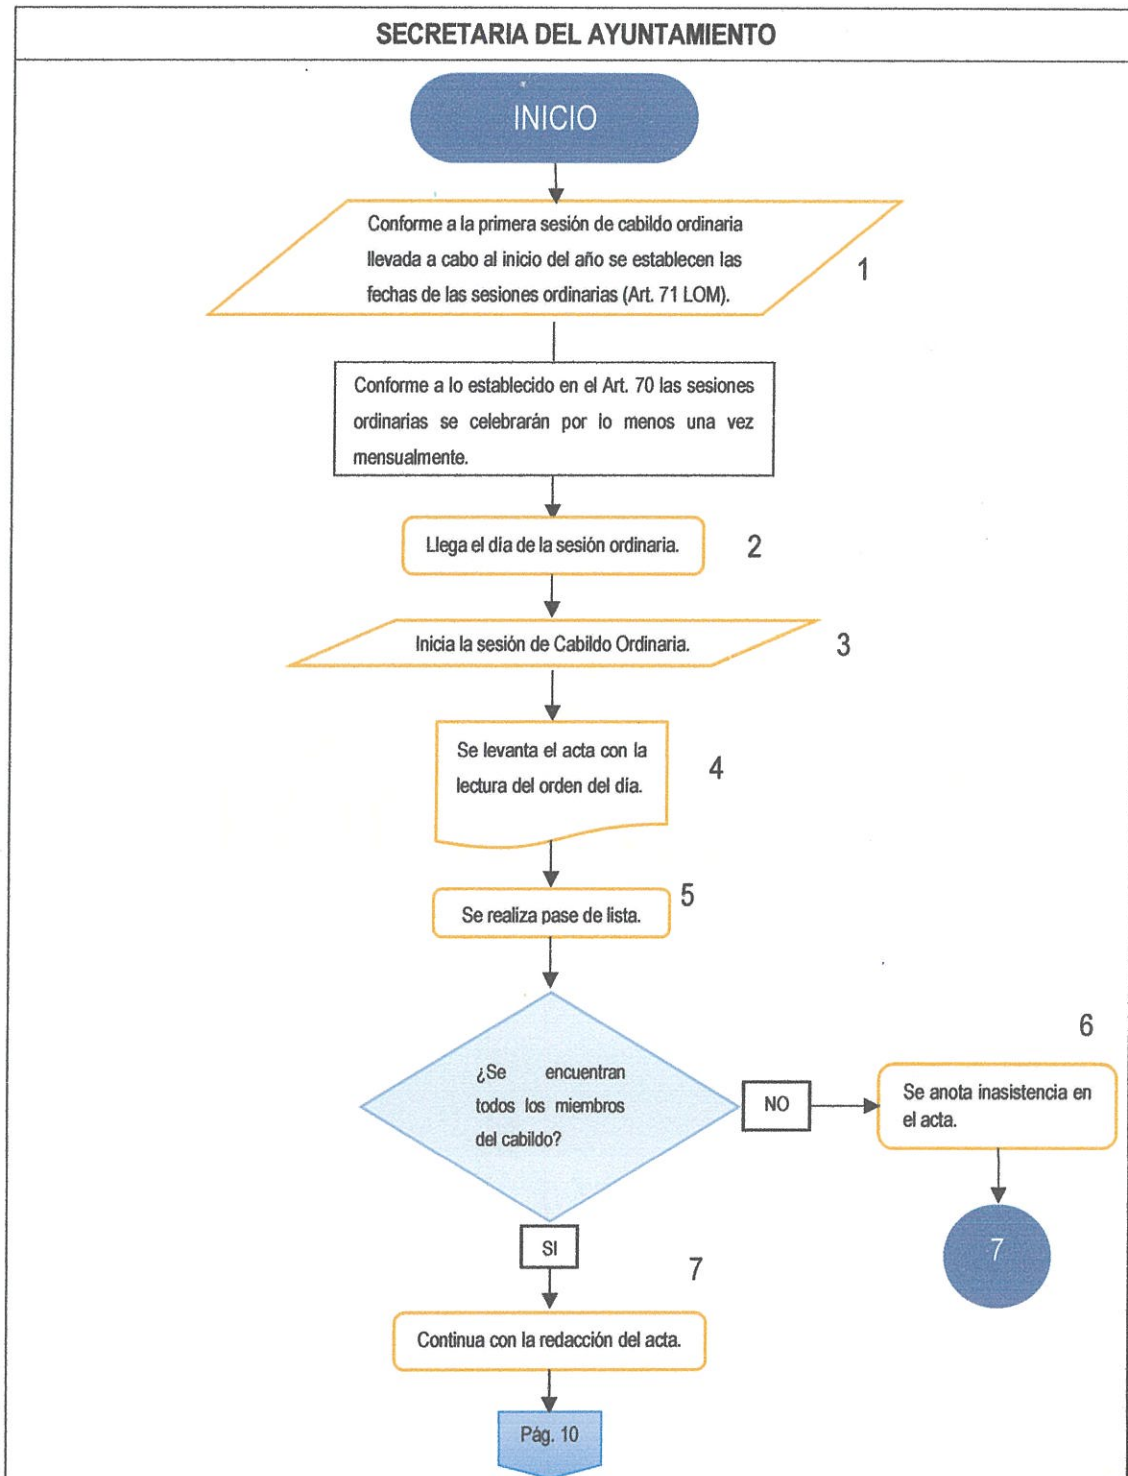 SECRETARIA DEL AYUNTAMIENTO
INICIO
Conforme a la primera sesión de cabildo ordinaria
llevada a cabo al inicio del año se establecen las
fechas de las sesiones ordinarias (Art. 71 LOM).
1
Conforme a lo establecido en el Art. 70 las sesiones
ordinarias se celebrarán por lo menos una vez
mensualmente.
Llega el día de la sesión ordinaria.
2
Inicia la sesión de Cabildo Ordinaria.
3
Se levanta el acta con la
lectura del orden del día.
4
Se realiza pase de lista.
5
¿Se encuentran
todos los miembros
del cabildo?
NO
6
Se anota inasistencia en
el acta.
7
SI
7
Continua con la redacción del acta.
Pág. 10